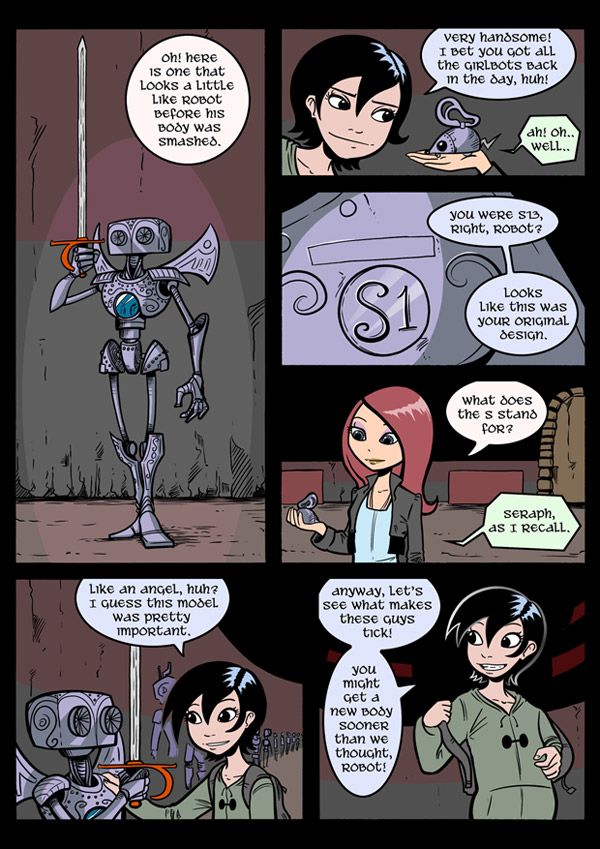 Oh! Here
is one that
looks a little
like Robot
before his
body was
smashed.
Very handsome!
I bet you got all
the girlbots back
in the day, huh!
Ah! Oh..
well..
You were S13,
right, Robot?
Looks
like this was
your original
design.
S1
What does
the S stand
for?
Seraph,
as I recall.
Like an angel, huh?
I guess this model
was pretty
important.
Anyway, let's
see what makes
these guys
tick!
You
might
get a
new body
sooner
than we
thought,
Robot!